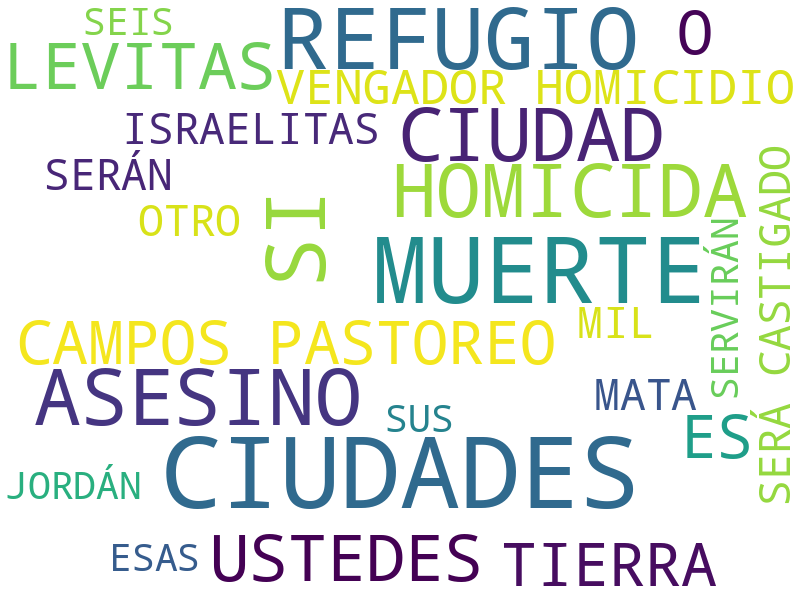 SEIS
REFUGIO
O
LEVITAS
VENGADOR HOMICIDIO
ISRAELITAS
CIUDAD
SERÁN
HOMICIDA
OTRO
SI
MUERTE
SERVIRÁN
SERÁ CASTIGADO
CAMPOS PASTOREO
MIL
ASESINO
MATA
SUS
ES
CIUDADES
JORDÁN
ESAS
USTEDES
TIERRA